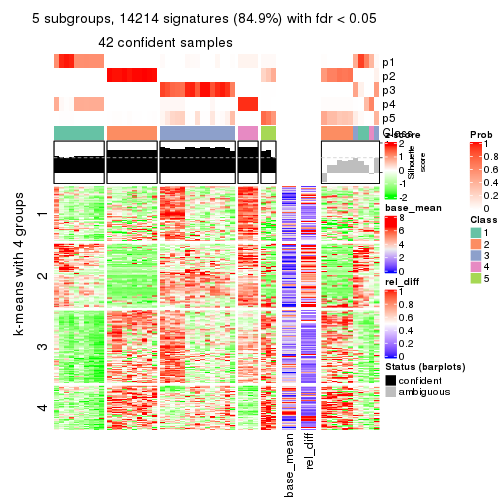 5 subgroups, 14214 signatures (84.9%) with fdr < 0.05
42 confident samples
p1
p2
p3
p4
p5
Class
Silhouette
score
k-means with 4 groups
1
2
3
4
base_mean
rel_diff
z-score
2
1
0
-1
-2
base_mean
8
6
4
2
0
rel_diff
1
0.8
0.6
0.4
0.2
0
Status (barplots)
confident
ambiguous
Prob
1
0.8
0.6
0.4
0.2
0
Class
1
2
3
4
5